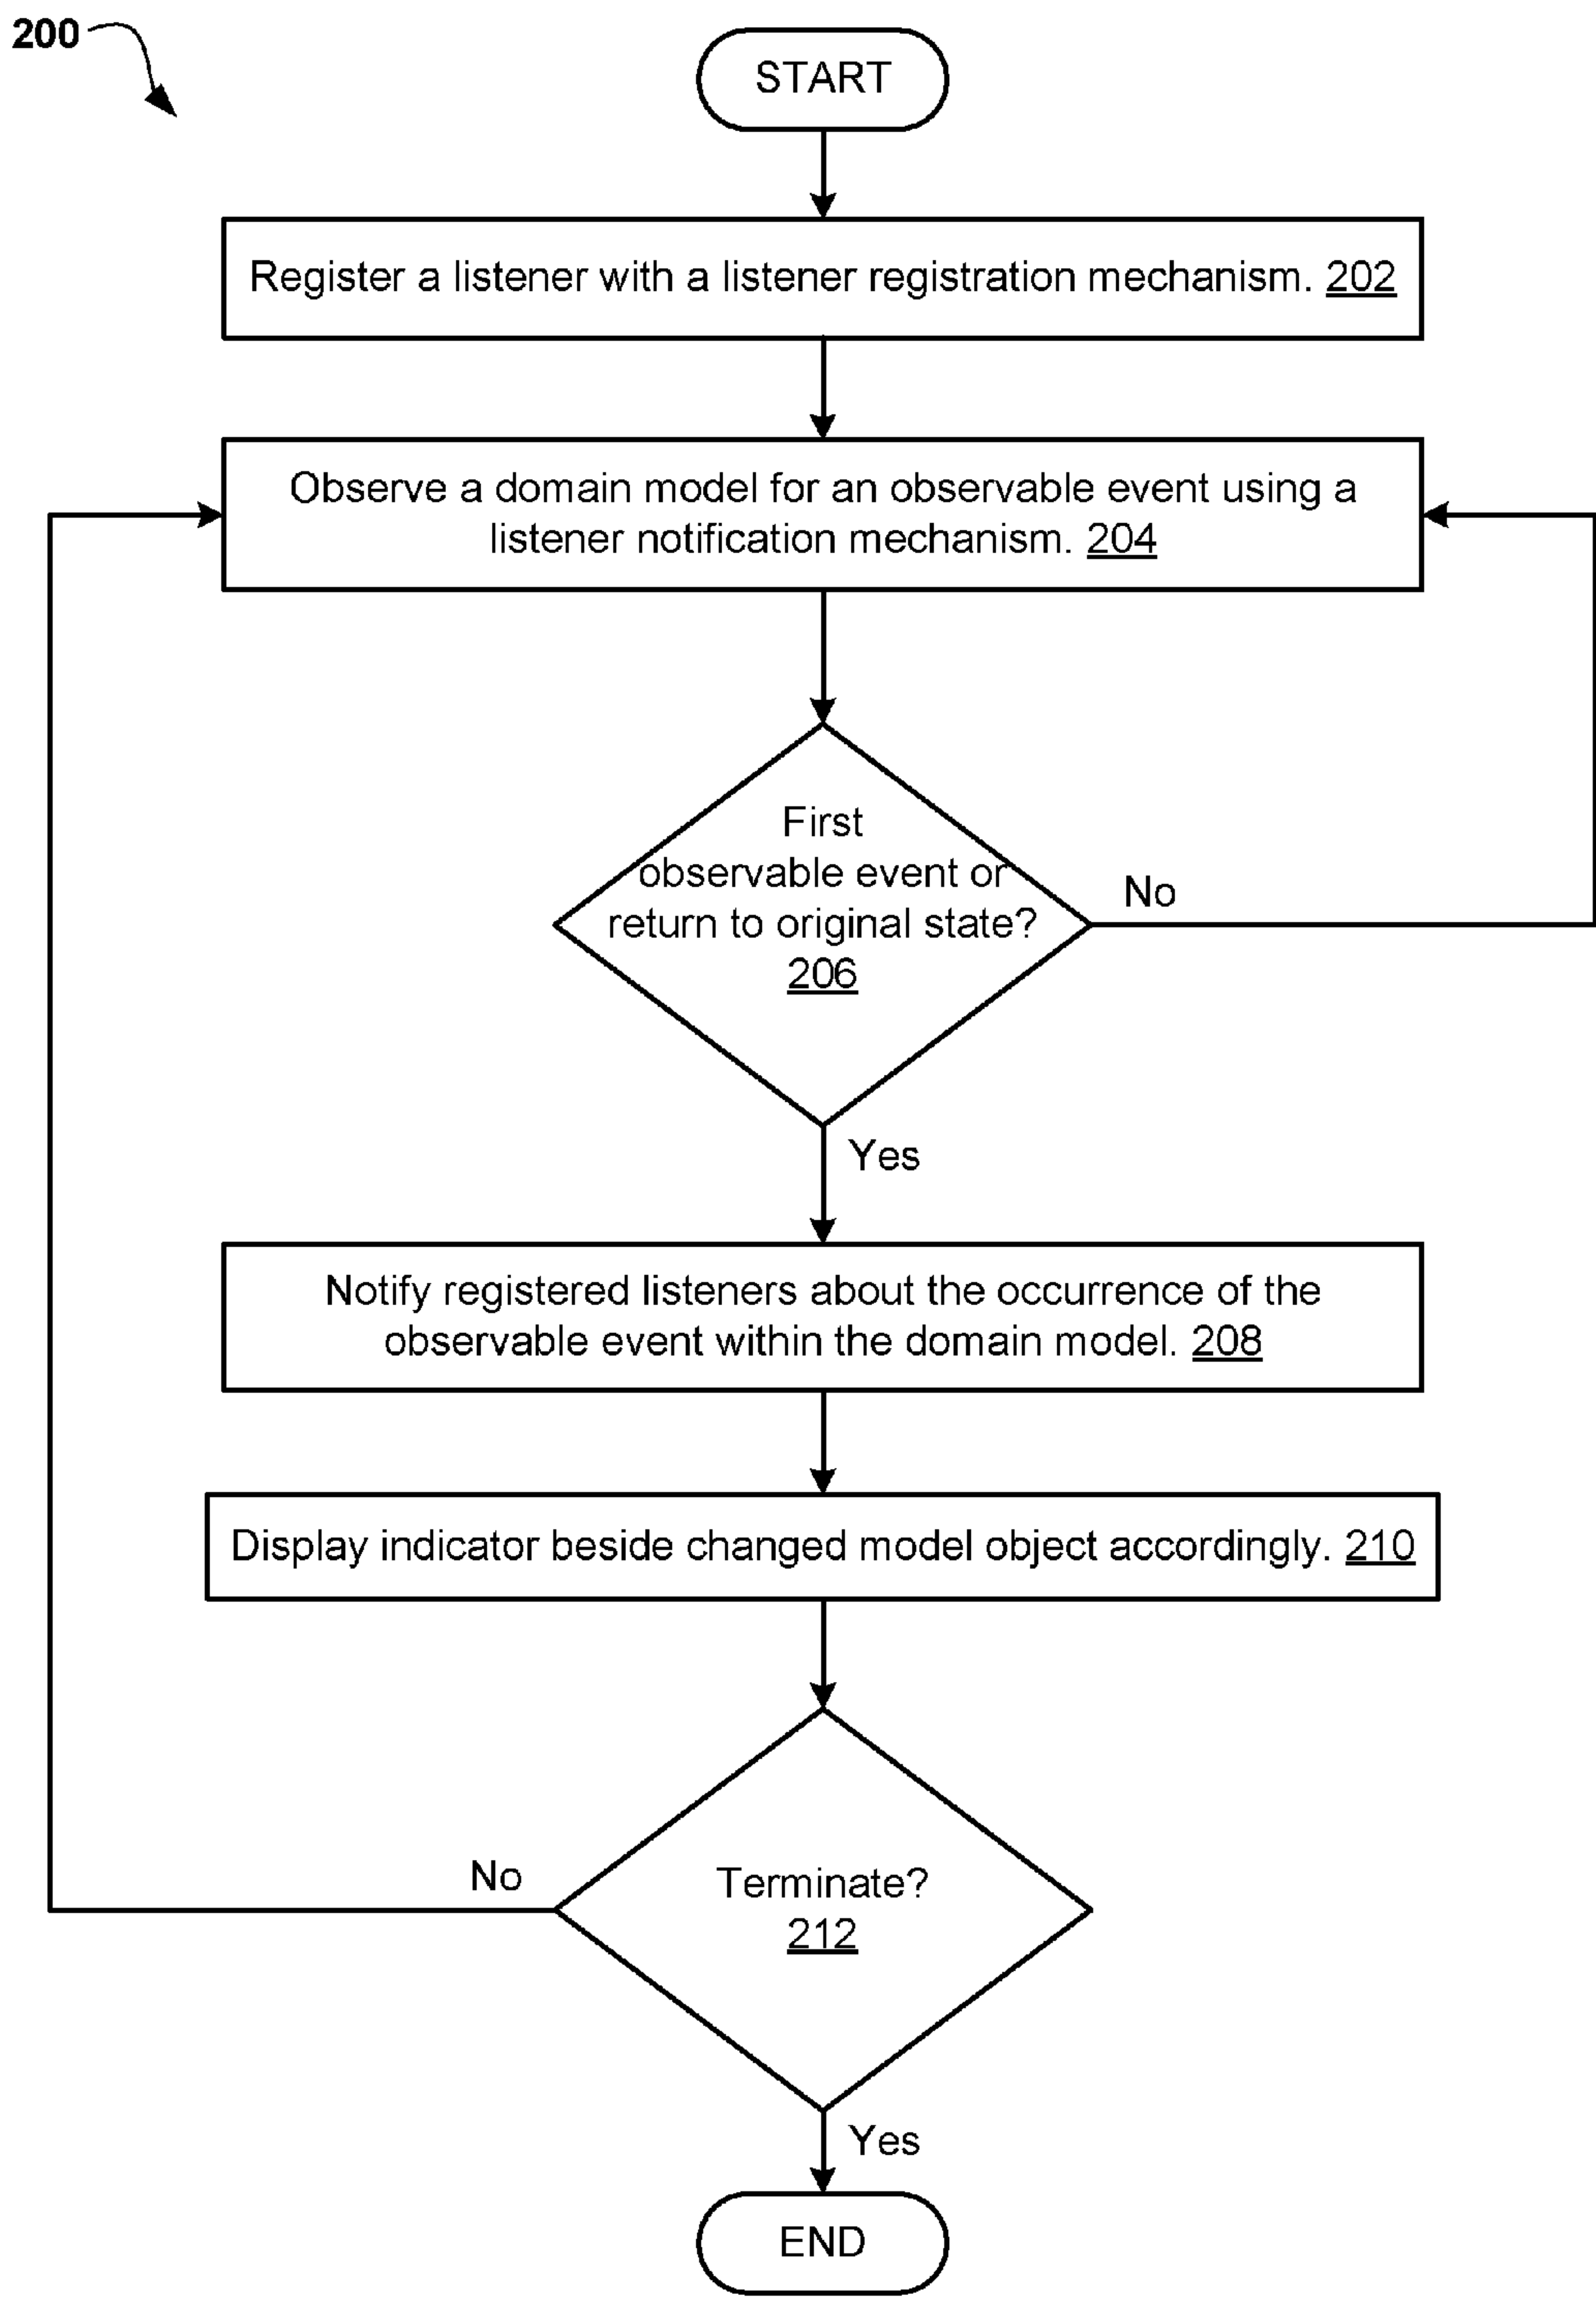 200
START
Register a listener with a listener registration mechanism. 202
Observe a domain model for an observable event using a
listener notification mechanism. 204
First
observable event or
return to original state?
206
No
Yes
Notify registered listeners about the occurrence of the
observable event within the domain model. 208
Display indicator beside changed model object accordingly. 210
No
Terminate?
212
Yes
END